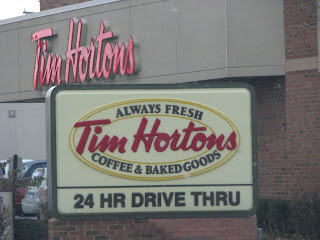 Tim Hortons
ALWAYS FRESH
Tim Hortons
COFFEE & BAKED GOODS
24 HR DRIVE THRU